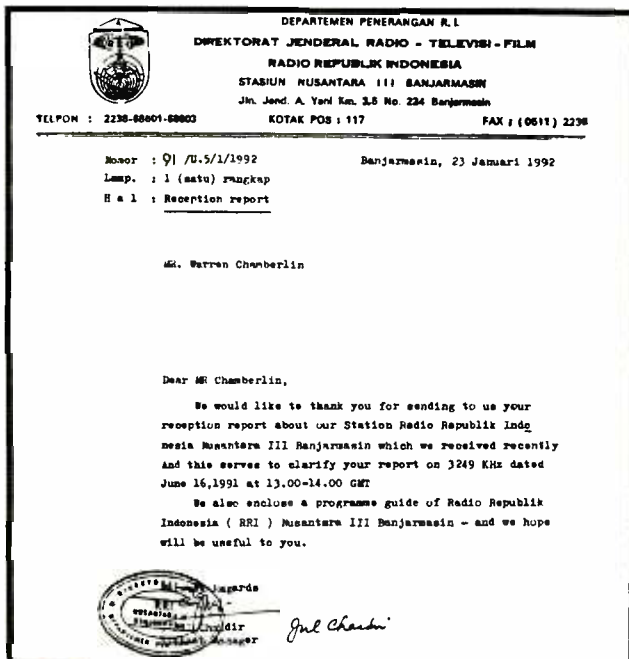 DEPARTEMEN PENERANGAN R.I.
DIREKTORAT JENDERAL RADIO - TELEVISI - FILM
RADIO REPUBLIK INDONESIA
STASIUN NUSANTARA III BANJARMASIN
Jln. Jend. A. Yani Km. 3,5 No. 234 Banjarmasin
TELPON : 2238-68601-68603 KOTAK POS : 117 FAX : (0511) 2238
Nomor : 91 /U.5/1/1992 Banjarmasin, 23 Januari 1992
Lamp. : 1 (satu) rangkap
H a l : Reception report
MR. Warren Chamberlin
Dear MR Chamberlin,
We would like to thank you for sending to us your
reception report about our Station Radio Republik Indo
nesia Nusantara III Banjarmasin which we received recently
And this serves to clarify your report on 3249 KHz dated
June 16,1991 at 13.00-14.00 GMT
We also enclose a programme guide of Radio Republik
Indonesia ( RRI ) Nusantara III Banjarmasin - and we hope
will be useful to you.